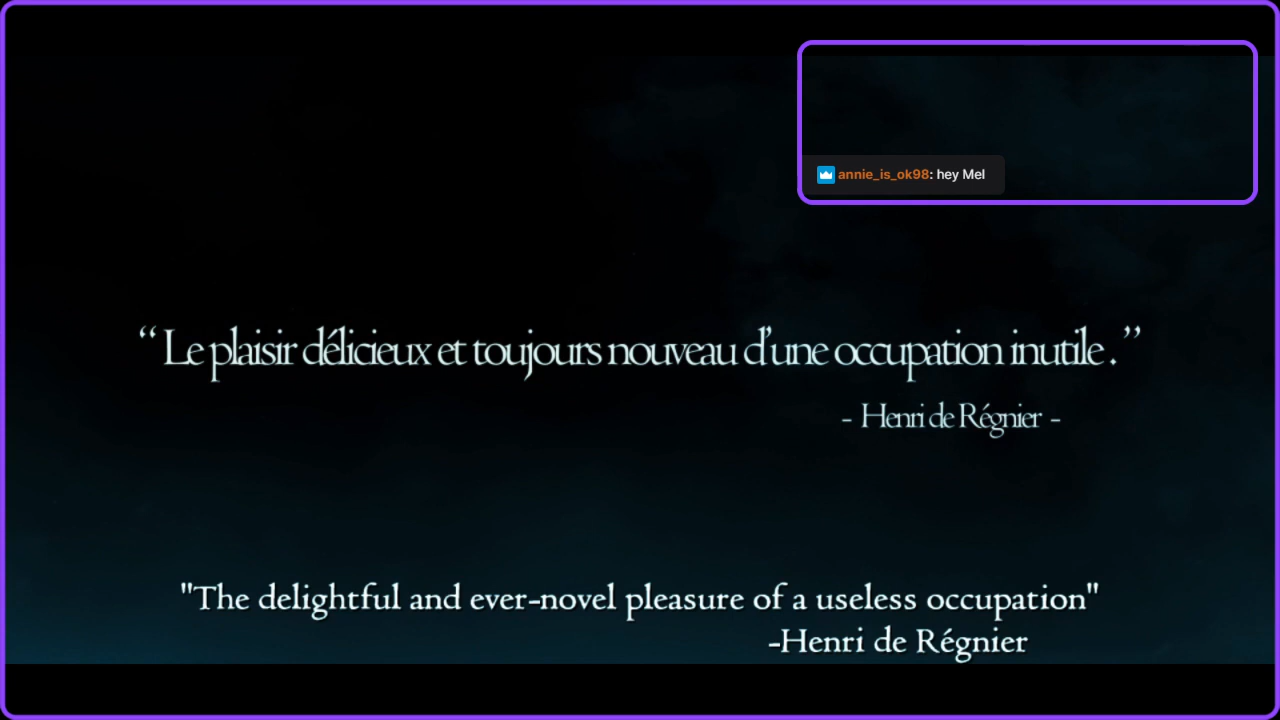 annie_is_ok98: hey Mel
“Le plaisir délicieux et toujours nouveau d’une occupation inutile.”
- Henri de Régnier -
"The delightful and ever-novel pleasure of a useless occupation"
-Henri de Régnier